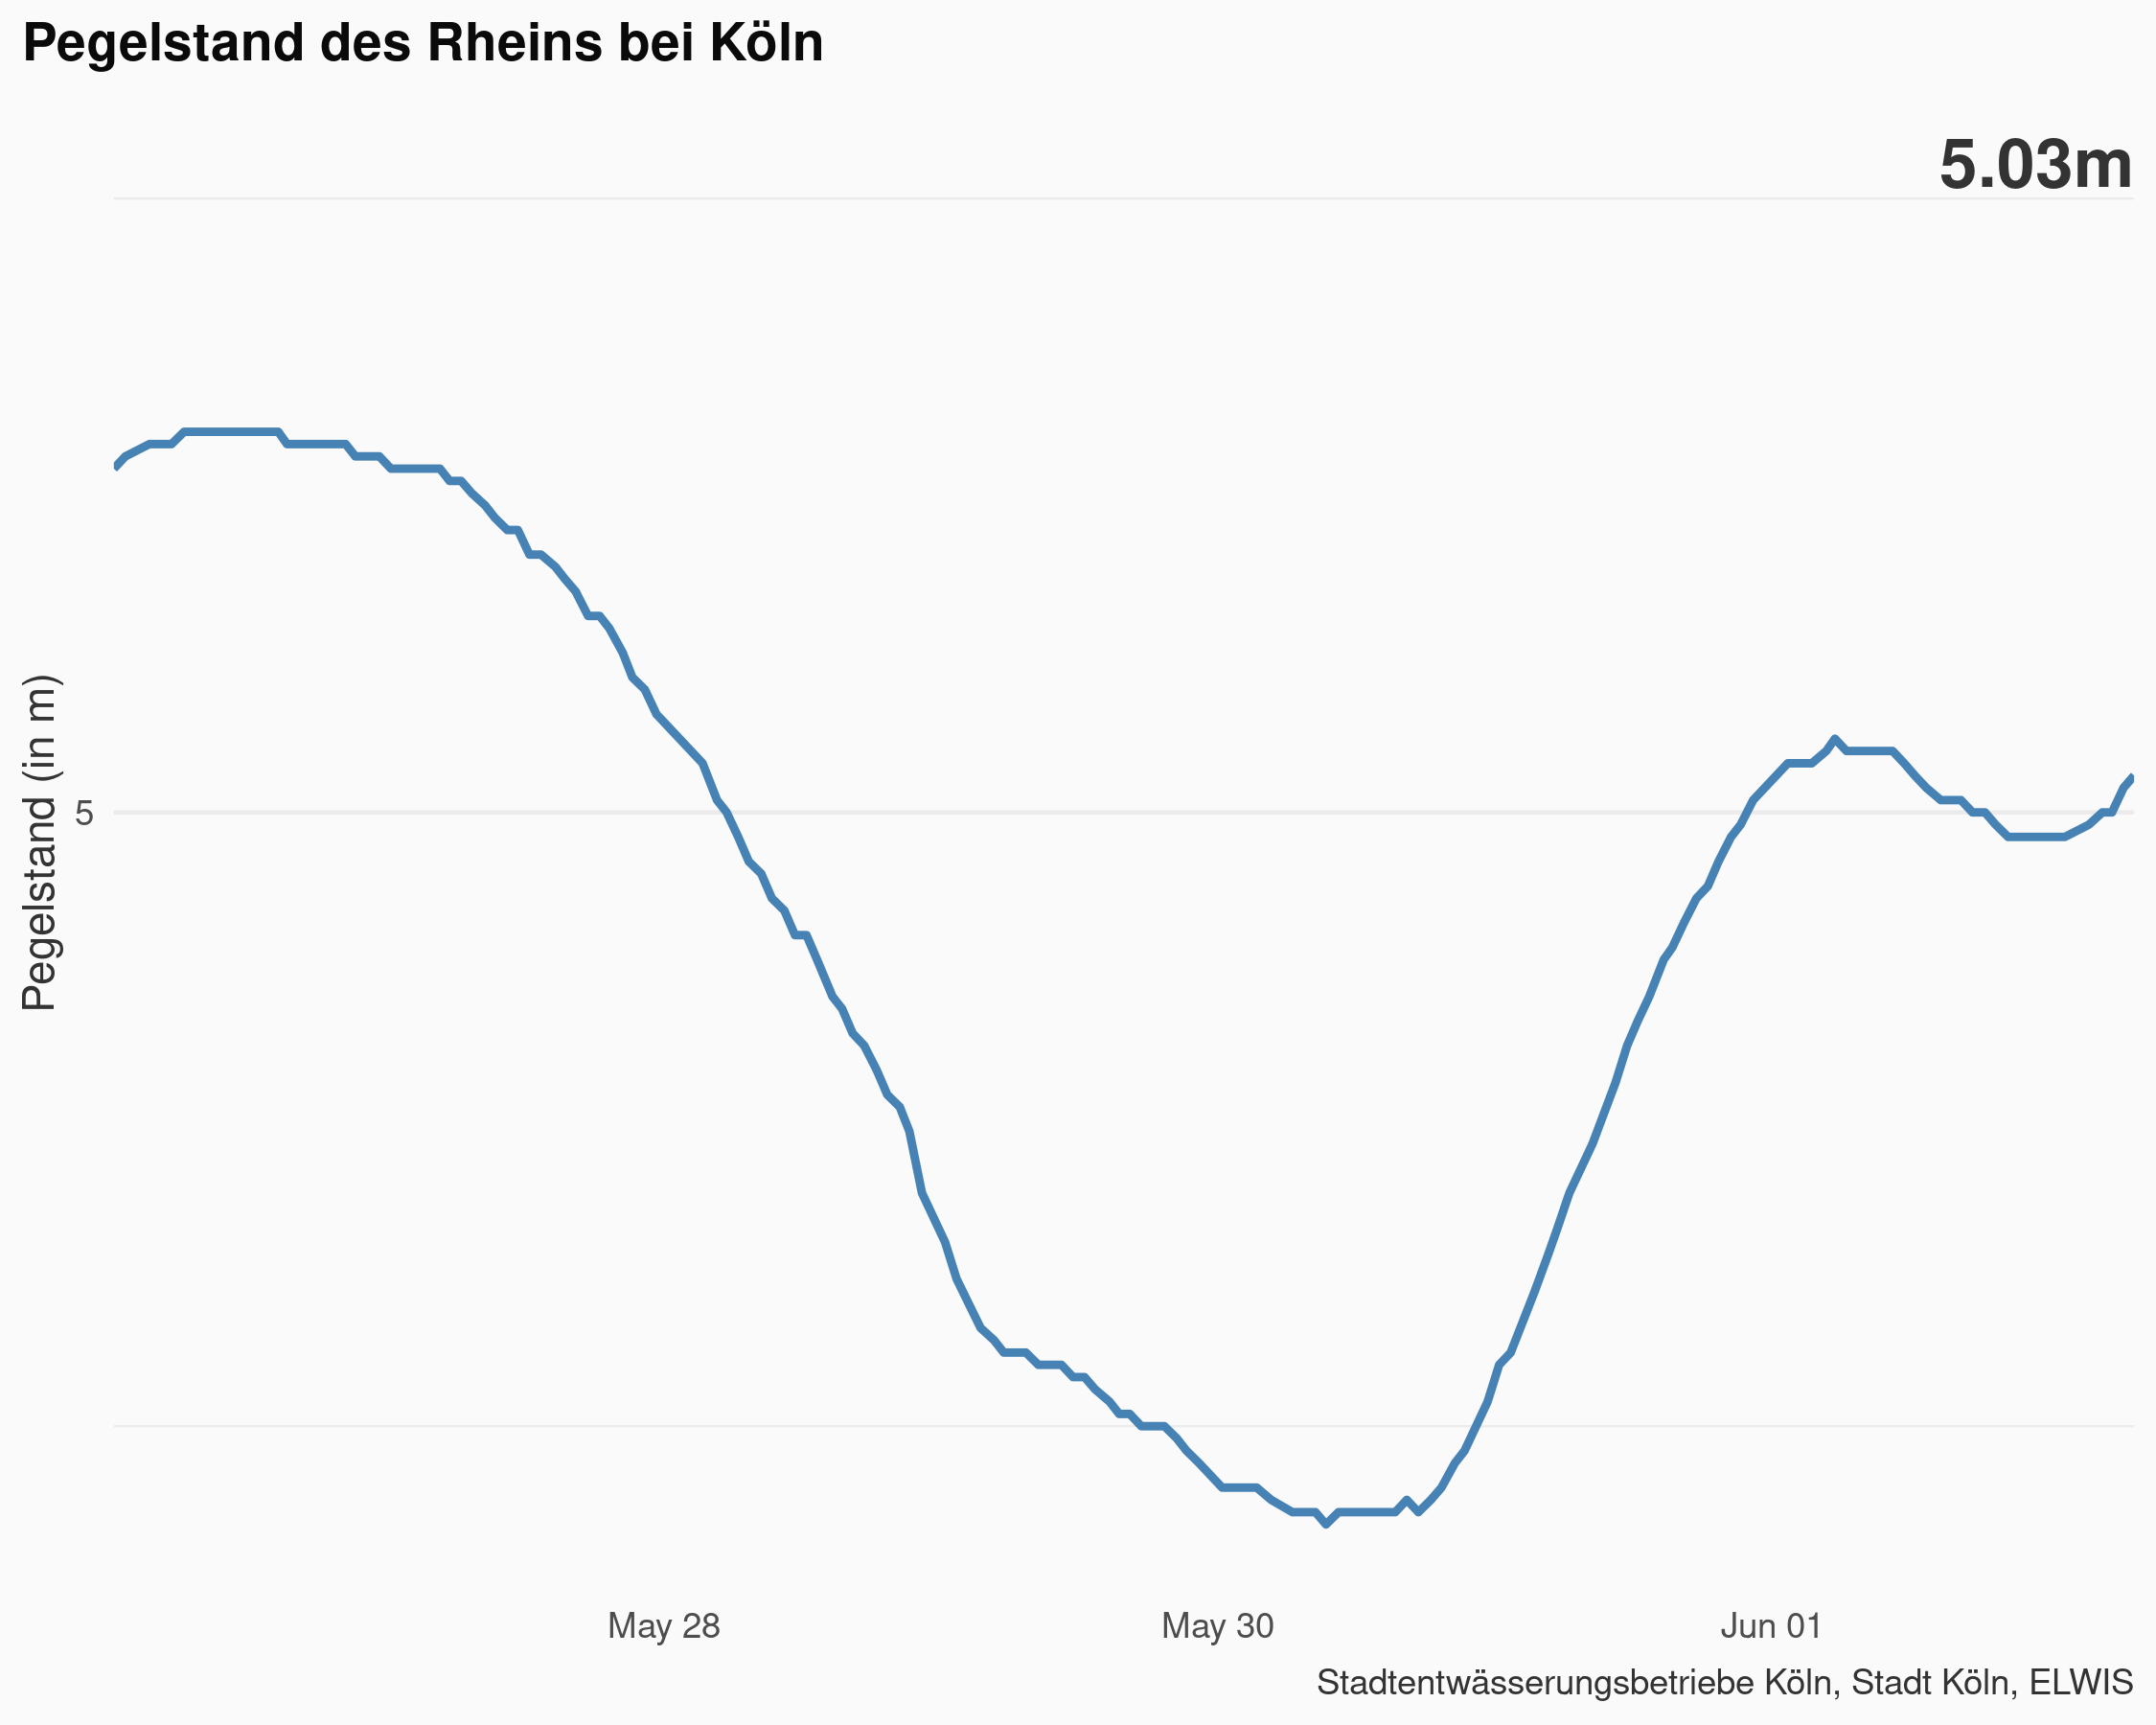 Pegelstand des Rheins bei Köln
5.03m
Pegelstand (in m)
5
May 28
May 30
Jun 01
Stadtentwässerungsbetriebe Köln, Stadt Köln, ELWIS